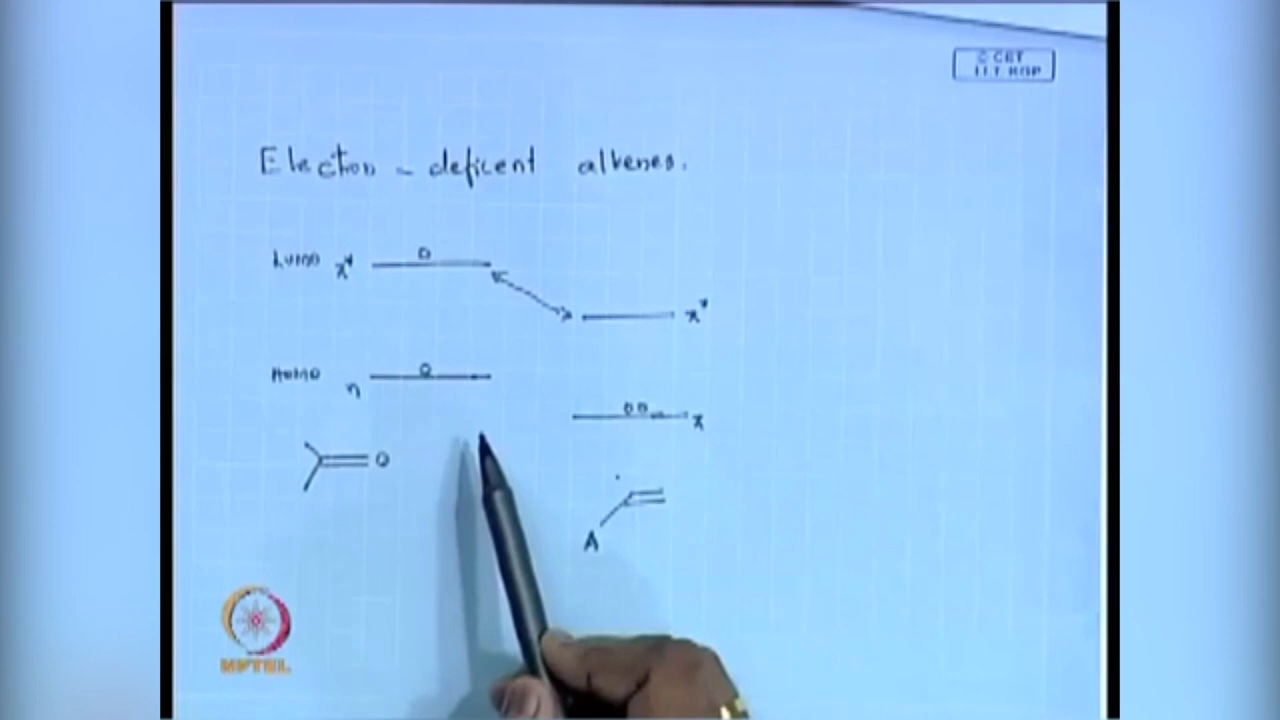 © CET
I.I.T. KGP
Electron - deficent alkenes.
LUMO π*
π*
HOMO n
π
O
A
NPTEL